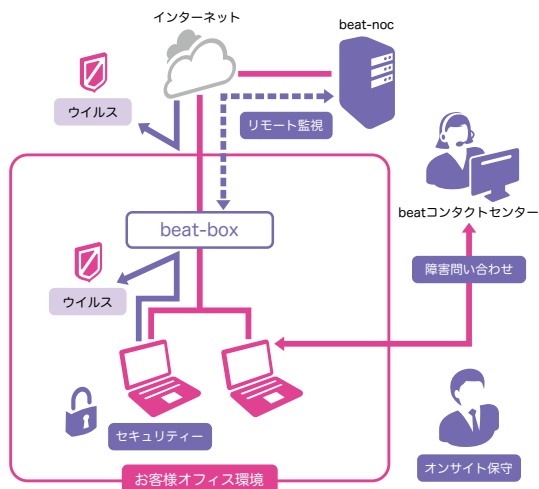 インターネット
beat-noc
ウイルス
リモート監視
beatコンタクトセンター
beat-box
障害問い合わせ
ウイルス
セキュリティー
オンサイト保守
お客様オフィス環境